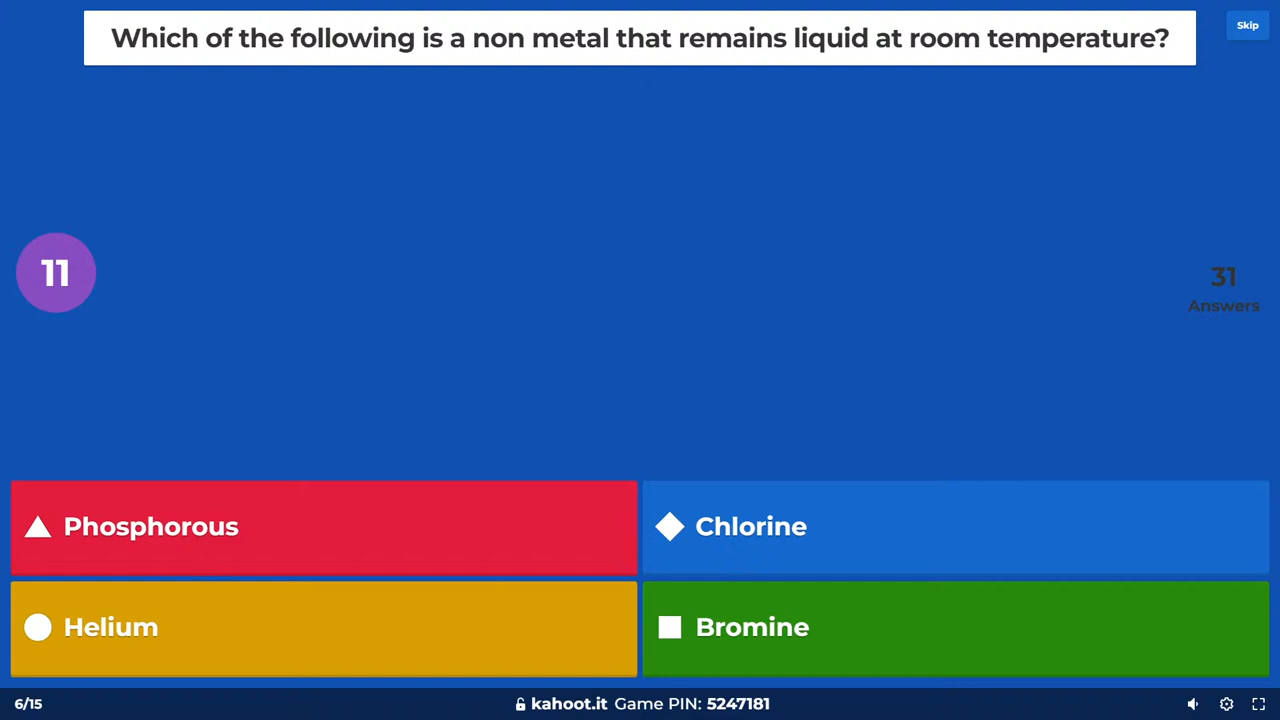 Which of the following is a non metal that remains liquid at room temperature?
Skip
11
31
Answers
Phosphorous
Chlorine
Helium
Bromine
6/15
kahoot.it Game PIN: 5247181